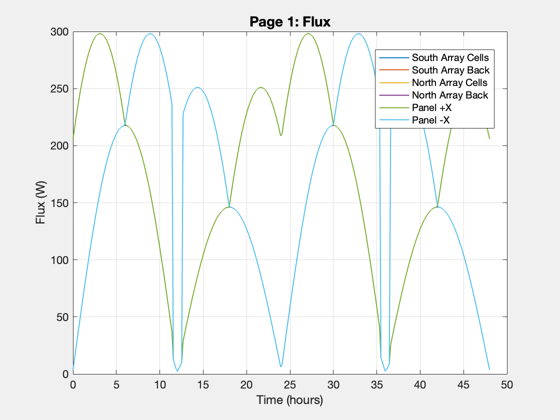 Page 1: Flux
300
250
200
150
100
50
0
Flux (W)
South Array Cells
South Array Back
North Array Cells
North Array Back
Panel +X
Panel -X
0 5 10 15 20 25 30 35 40 45 50
Time (hours)